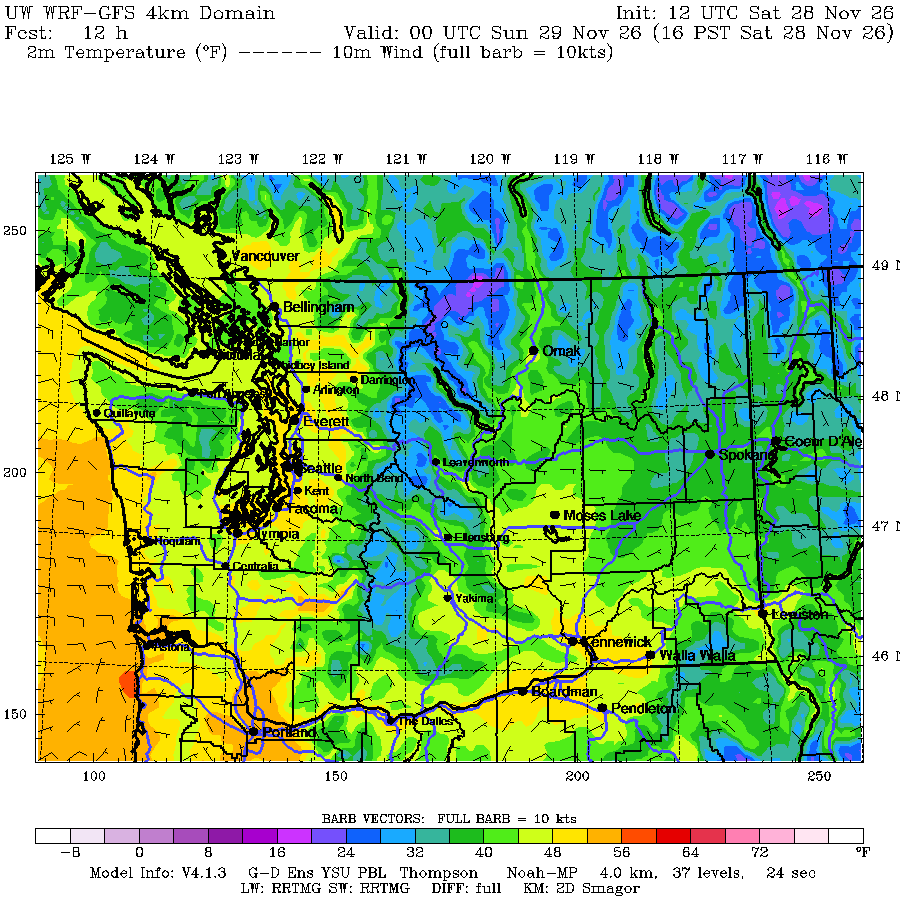 UW WRF-GFS 4km Domain Init: 12 UTC Sat 28 Nov 26
Fcst: 12 h Valid: 00 UTC Sun 29 Nov 26 (16 PST Sat 28 Nov 26)
2m Temperature (°F) ------ 10m Wind (full barb = 10kts)
125 W 124 W 123 W 122 W 121 W 120 W 119 W 118 W 117 W 116 W
250
Vancouver
49 N
Bellingham
Omak
Darrington
Arlington
48 N
Quillayute
Everett
Coeur D'Ale
Spokane
Leavenworth
Seattle
200
North Bend
Kent
Tacoma
Moses Lake
47 N
Olympia
Hoquiam
Ellensburg
Centralia
Yakima
Lewiston
Kennewick
Astoria
Walla Walla
46 N
Boardman
Pendleton
150
The Dalles
Portland
100 150 200 250
BARB VECTORS: FULL BARB = 10 kts
-8 0 8 16 24 32 40 48 56 64 72 °F
Model Info: V4.1.3 G-D Ens YSU PBL Thompson Noah-MP 4.0 km, 37 levels, 24 sec
LW: RRTMG SW: RRTMG DIFF: full KM: 2D Smagor